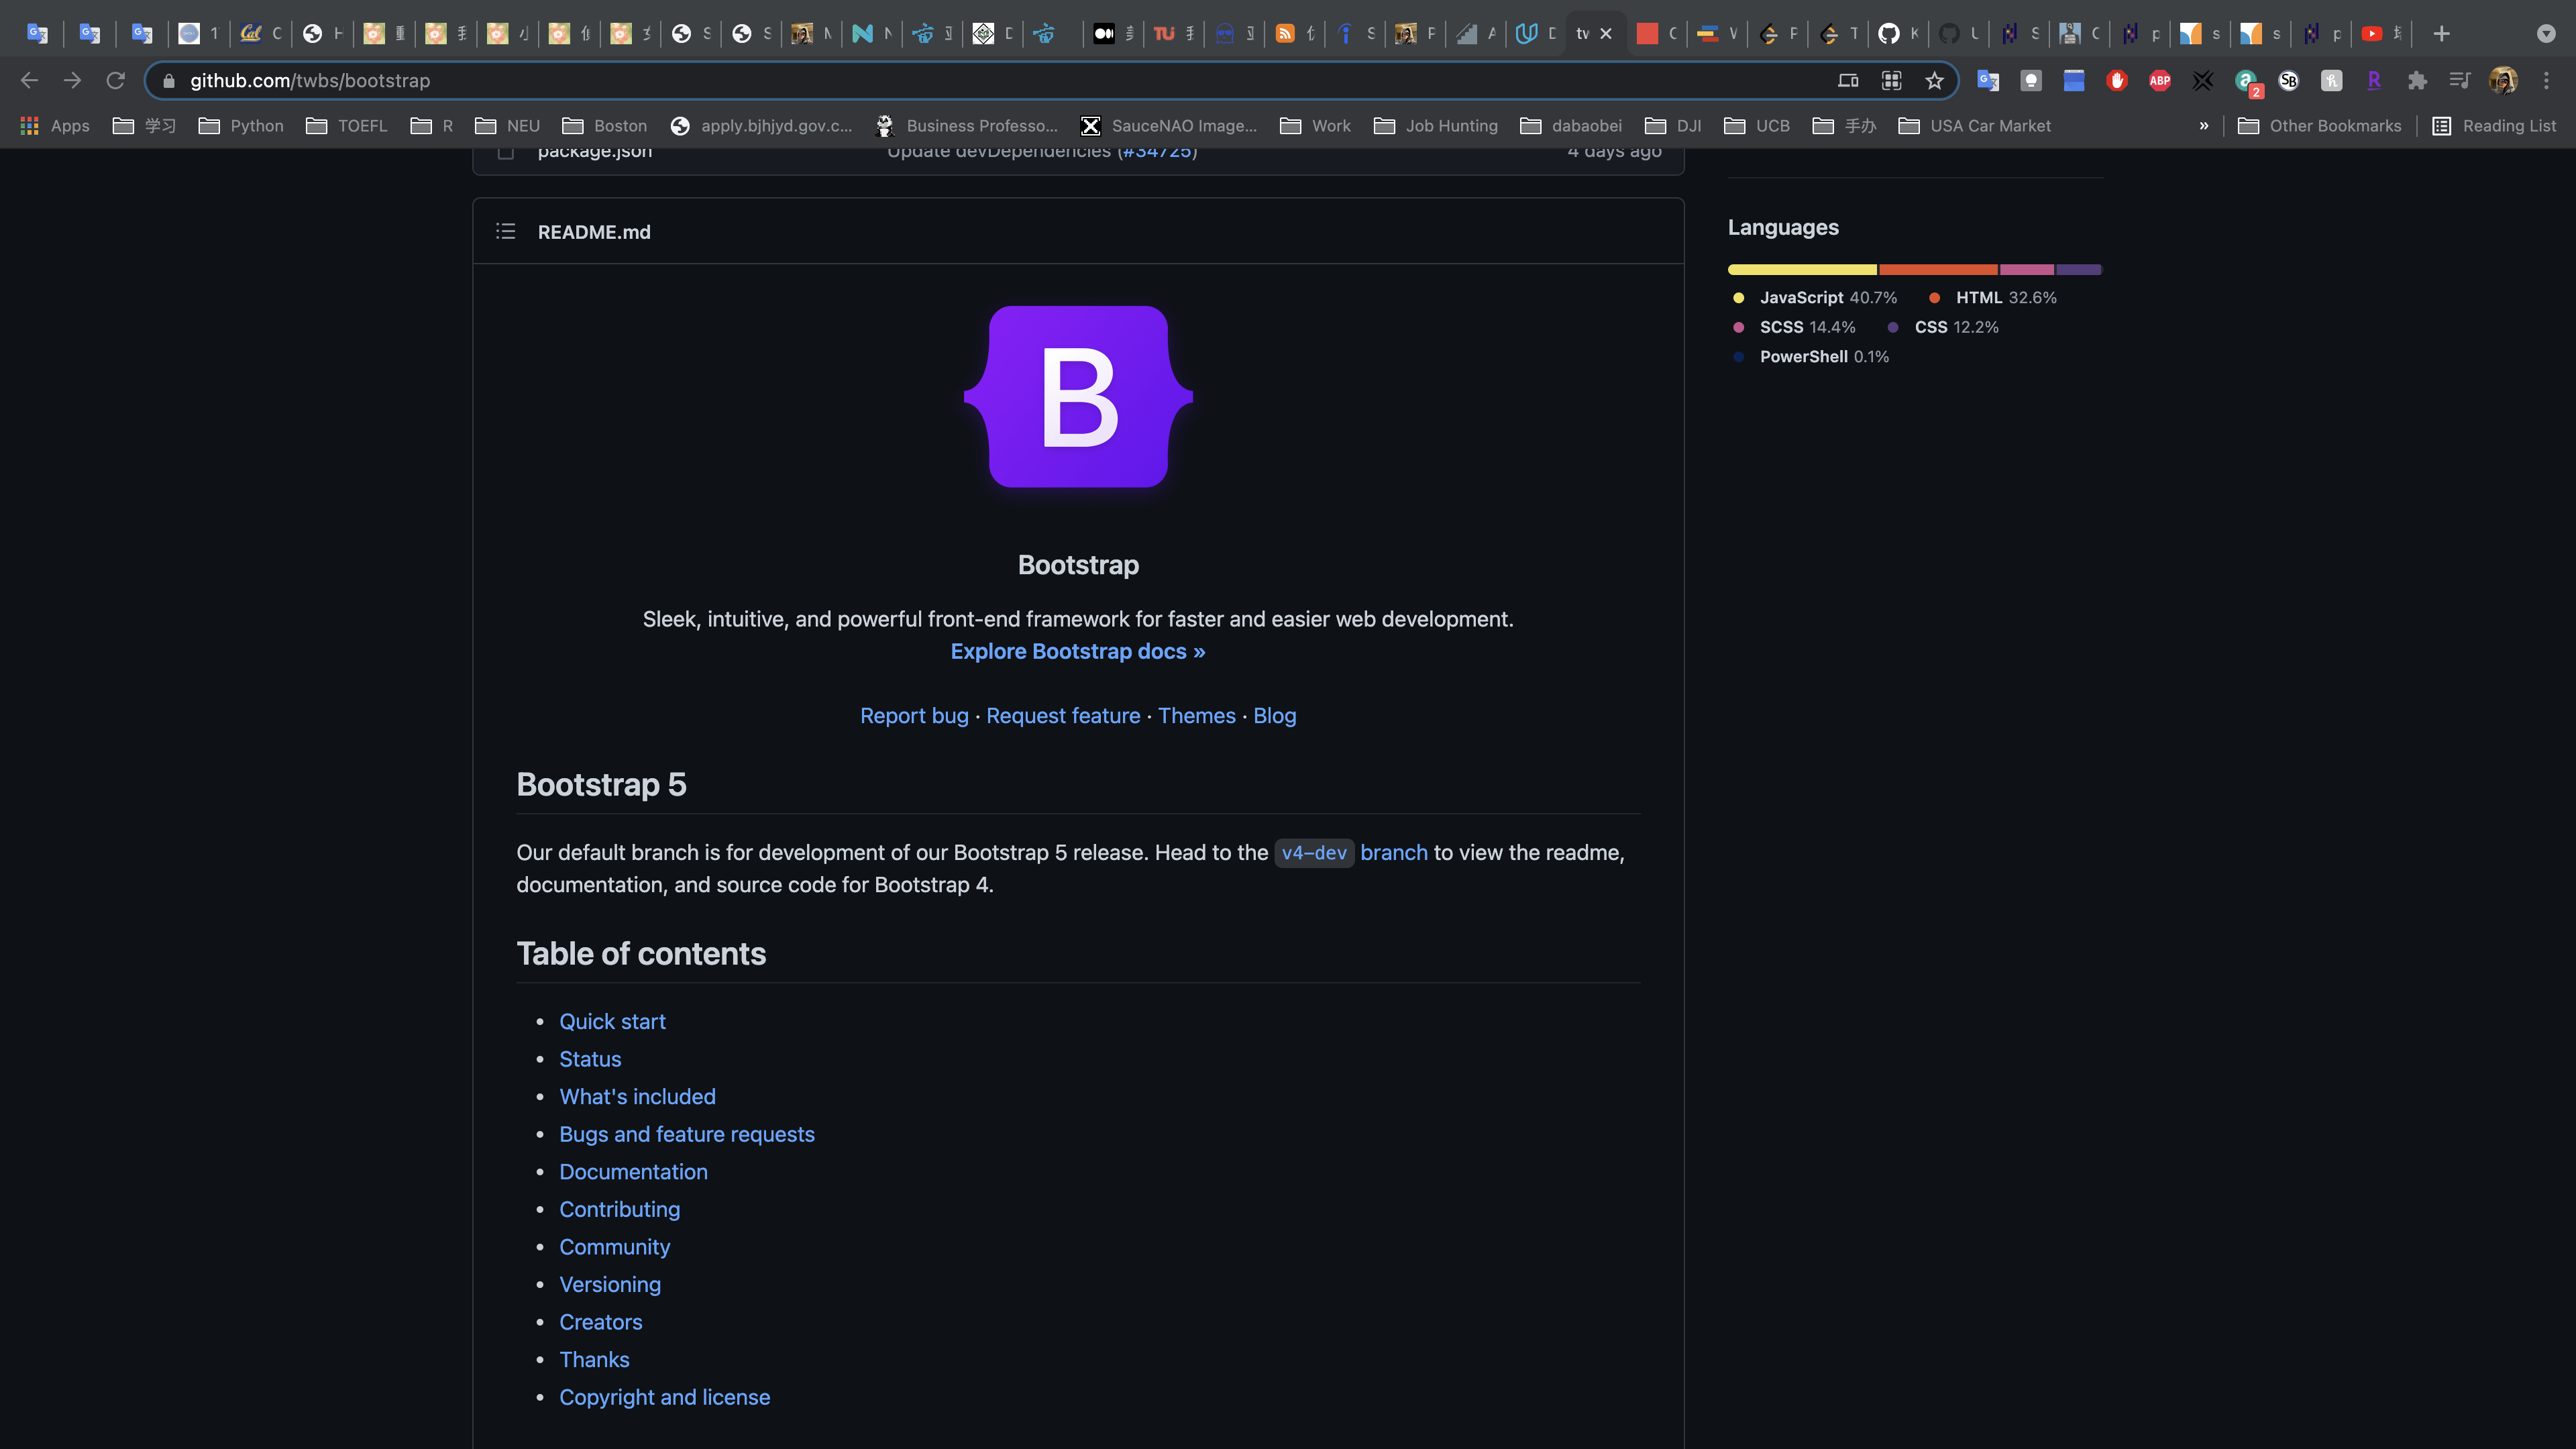 github.com/twbs/bootstrap
Apps 学习 Python TOEFL R NEU Boston apply.bjhjyd.gov.c... Business Professo... SauceNAO Image... Work Job Hunting dabaobei DJI UCB 手办 USA Car Market » Other Bookmarks Reading List
package.json Update devDependencies (#34725) 4 days ago
README.md
B
Bootstrap
Sleek, intuitive, and powerful front-end framework for faster and easier web development.
Explore Bootstrap docs »
Report bug · Request feature · Themes · Blog
Bootstrap 5
Our default branch is for development of our Bootstrap 5 release. Head to the v4-dev branch to view the readme,
documentation, and source code for Bootstrap 4.
Table of contents
• Quick start
• Status
• What's included
• Bugs and feature requests
• Documentation
• Contributing
• Community
• Versioning
• Creators
• Thanks
• Copyright and license
Languages
JavaScript 40.7% HTML 32.6%
SCSS 14.4% CSS 12.2%
PowerShell 0.1%